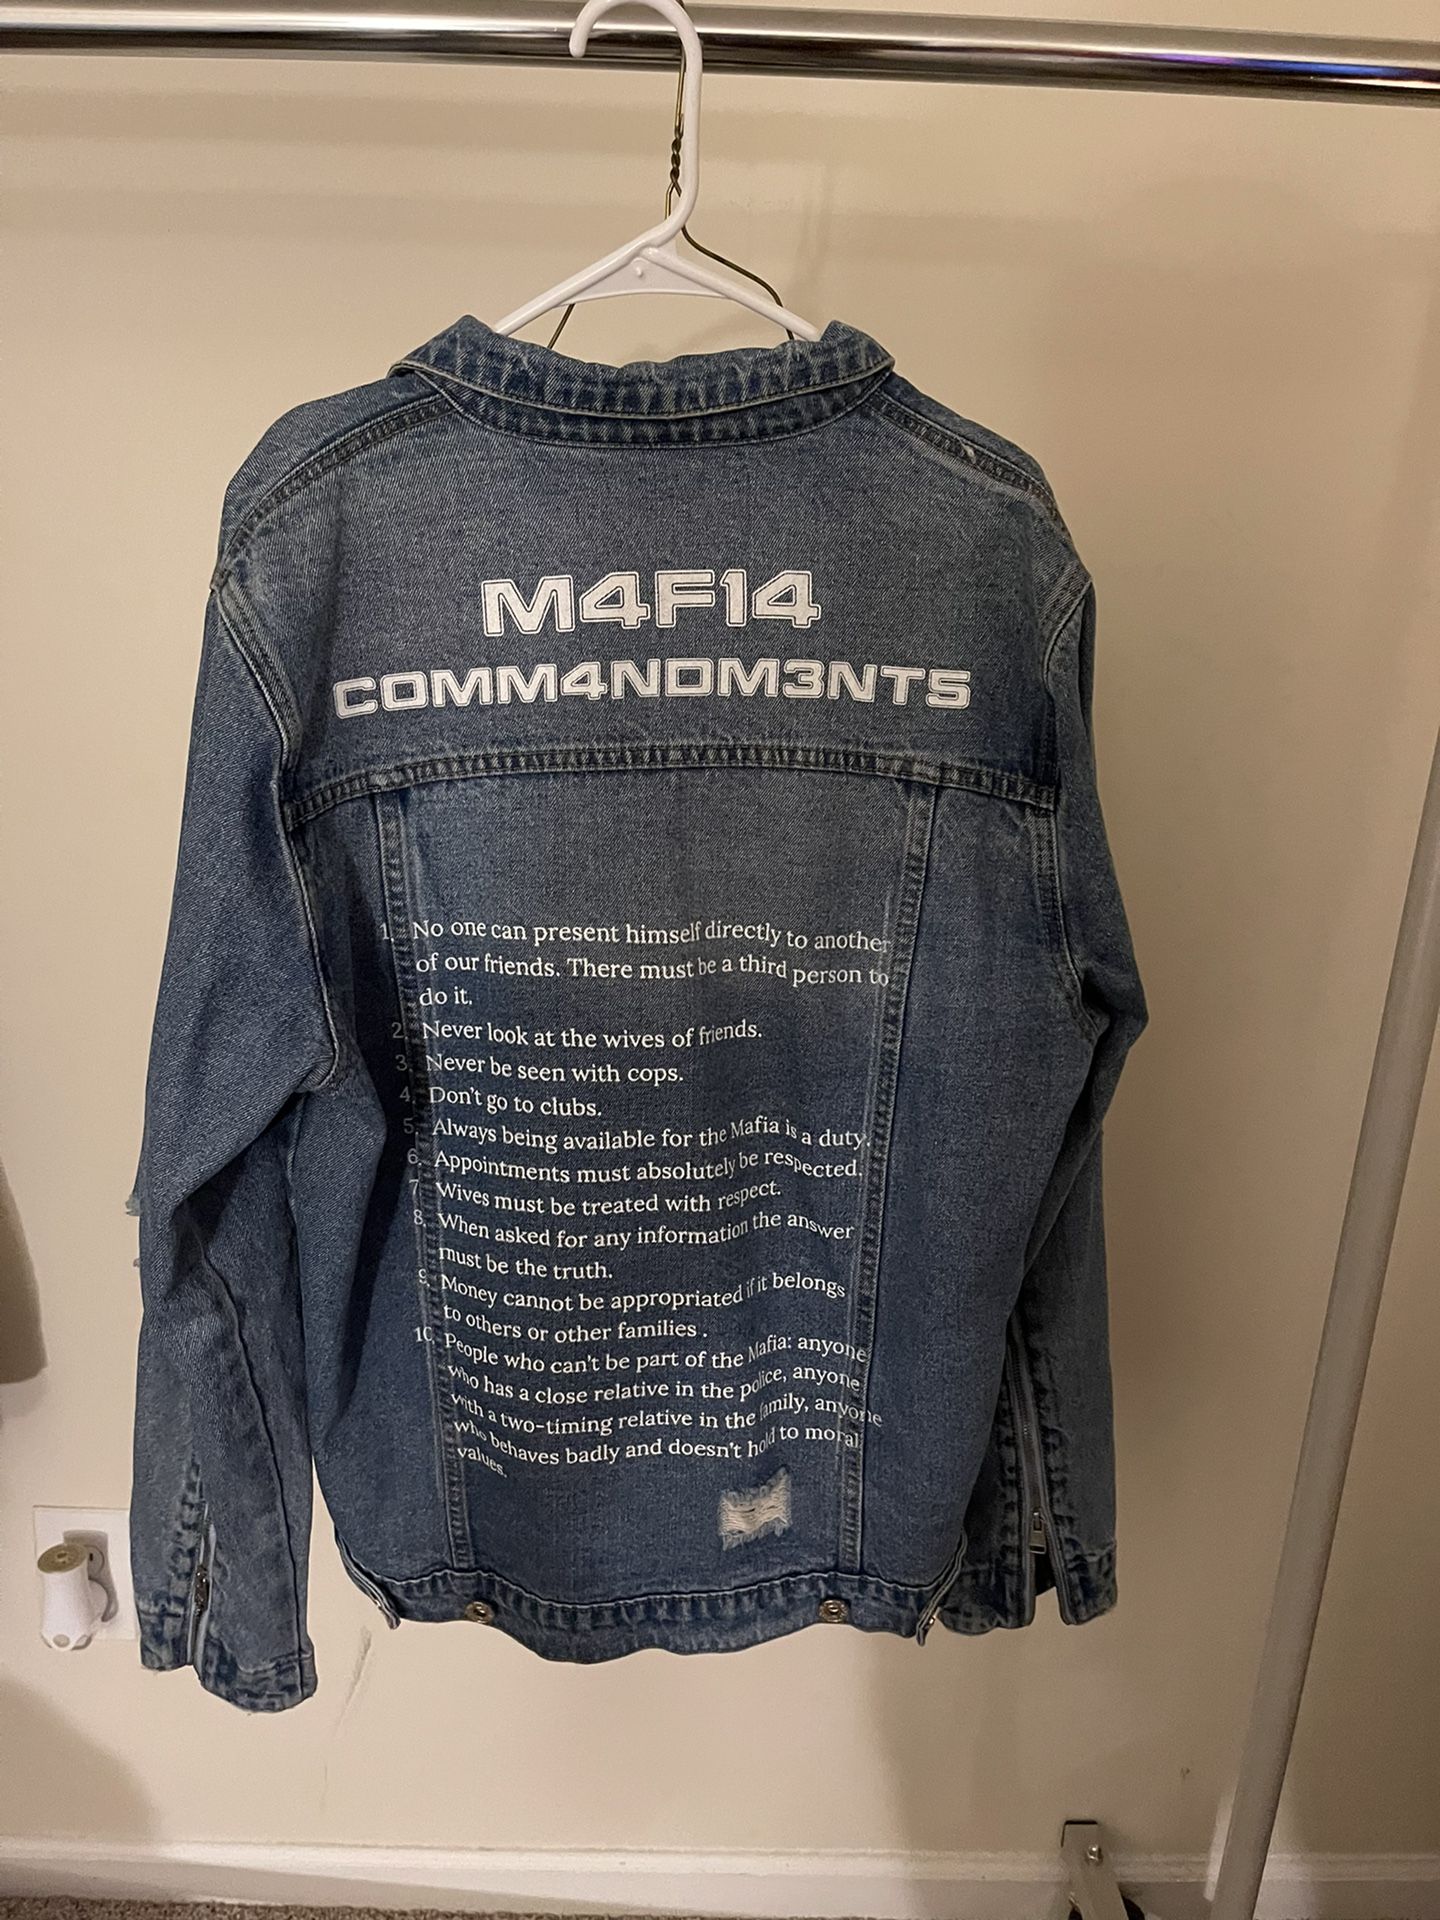 M4F14
COMM4NDM3NTS
1. No one can present himself directly to another
of our friends. There must be a third person to
do it.
2. Never look at the wives of friends.
3. Never be seen with cops.
4. Don't go to clubs.
5. Always being available for the Mafia is a duty.
6. Appointments must absolutely be respected.
7. Wives must be treated with respect.
8. When asked for any information the answer
must be the truth.
9. Money cannot be appropriated if it belongs
to others or other families .
10. People who can't be part of the Mafia: anyone
who has a close relative in the police, anyone
with a two-timing relative in the family, anyone
who behaves badly and doesn't hold to moral
values.